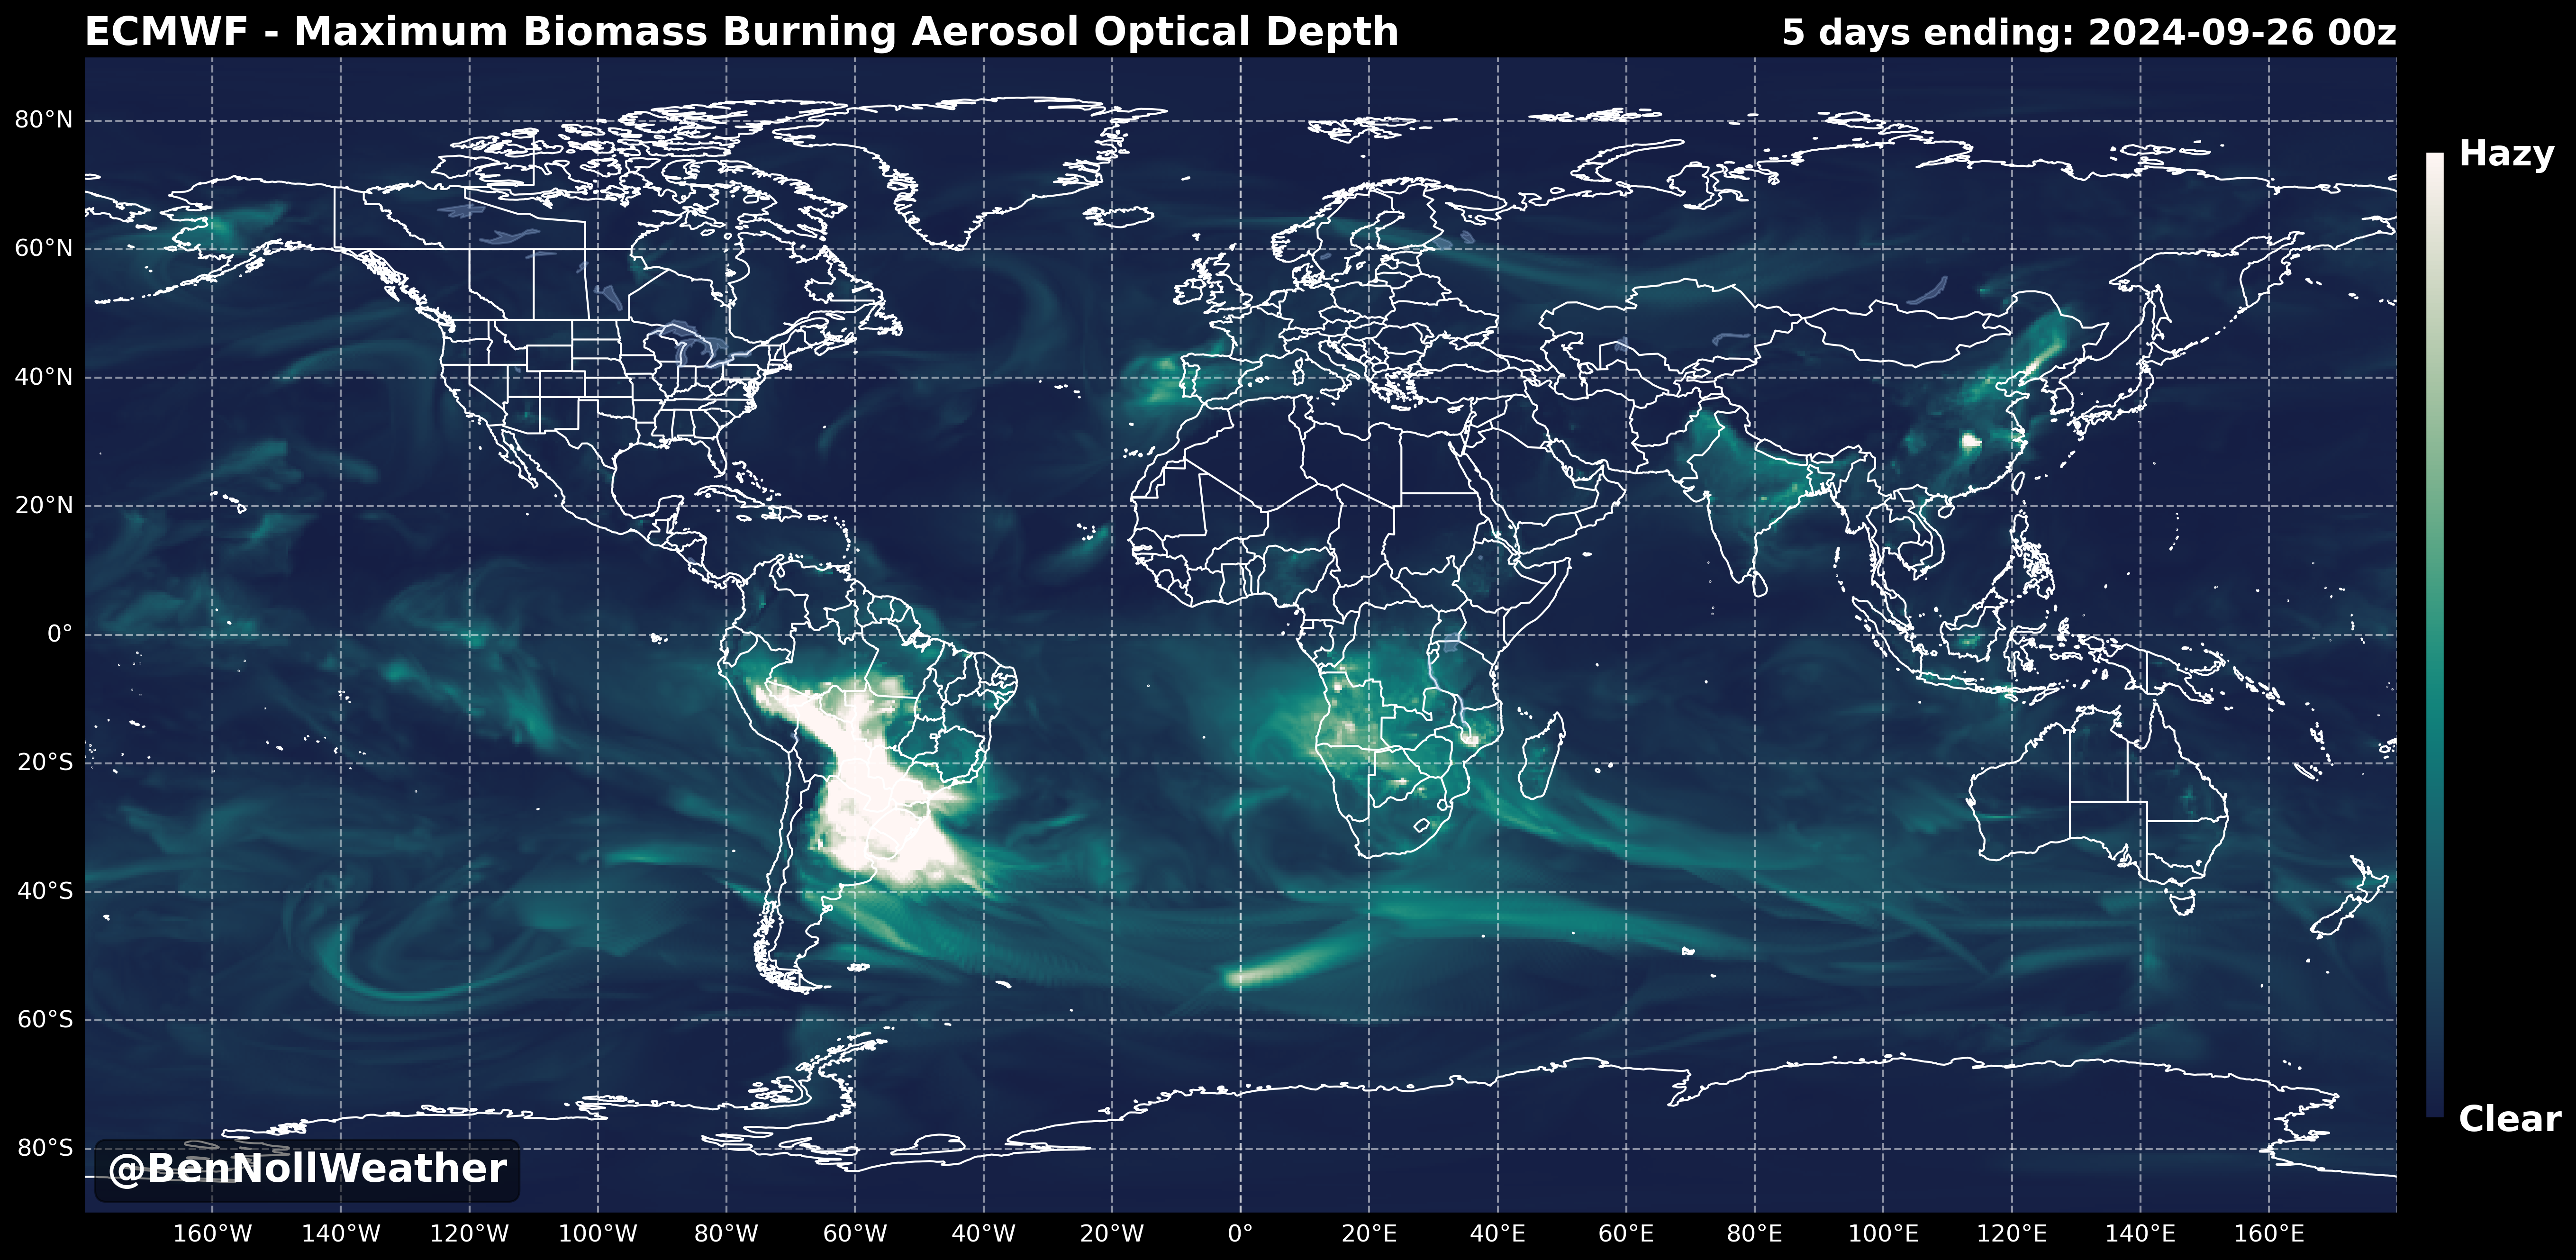 ECMWF - Maximum Biomass Burning Aerosol Optical Depth
5 days ending: 2024-09-26 00z
80°N
60°N
40°N
20°N
0°
20°S
40°S
60°S
80°S
Hazy
Clear
@BenNollWeather
160°W 140°W 120°W 100°W 80°W 60°W 40°W 20°W 0° 20°E 40°E 60°E 80°E 100°E 120°E 140°E 160°E